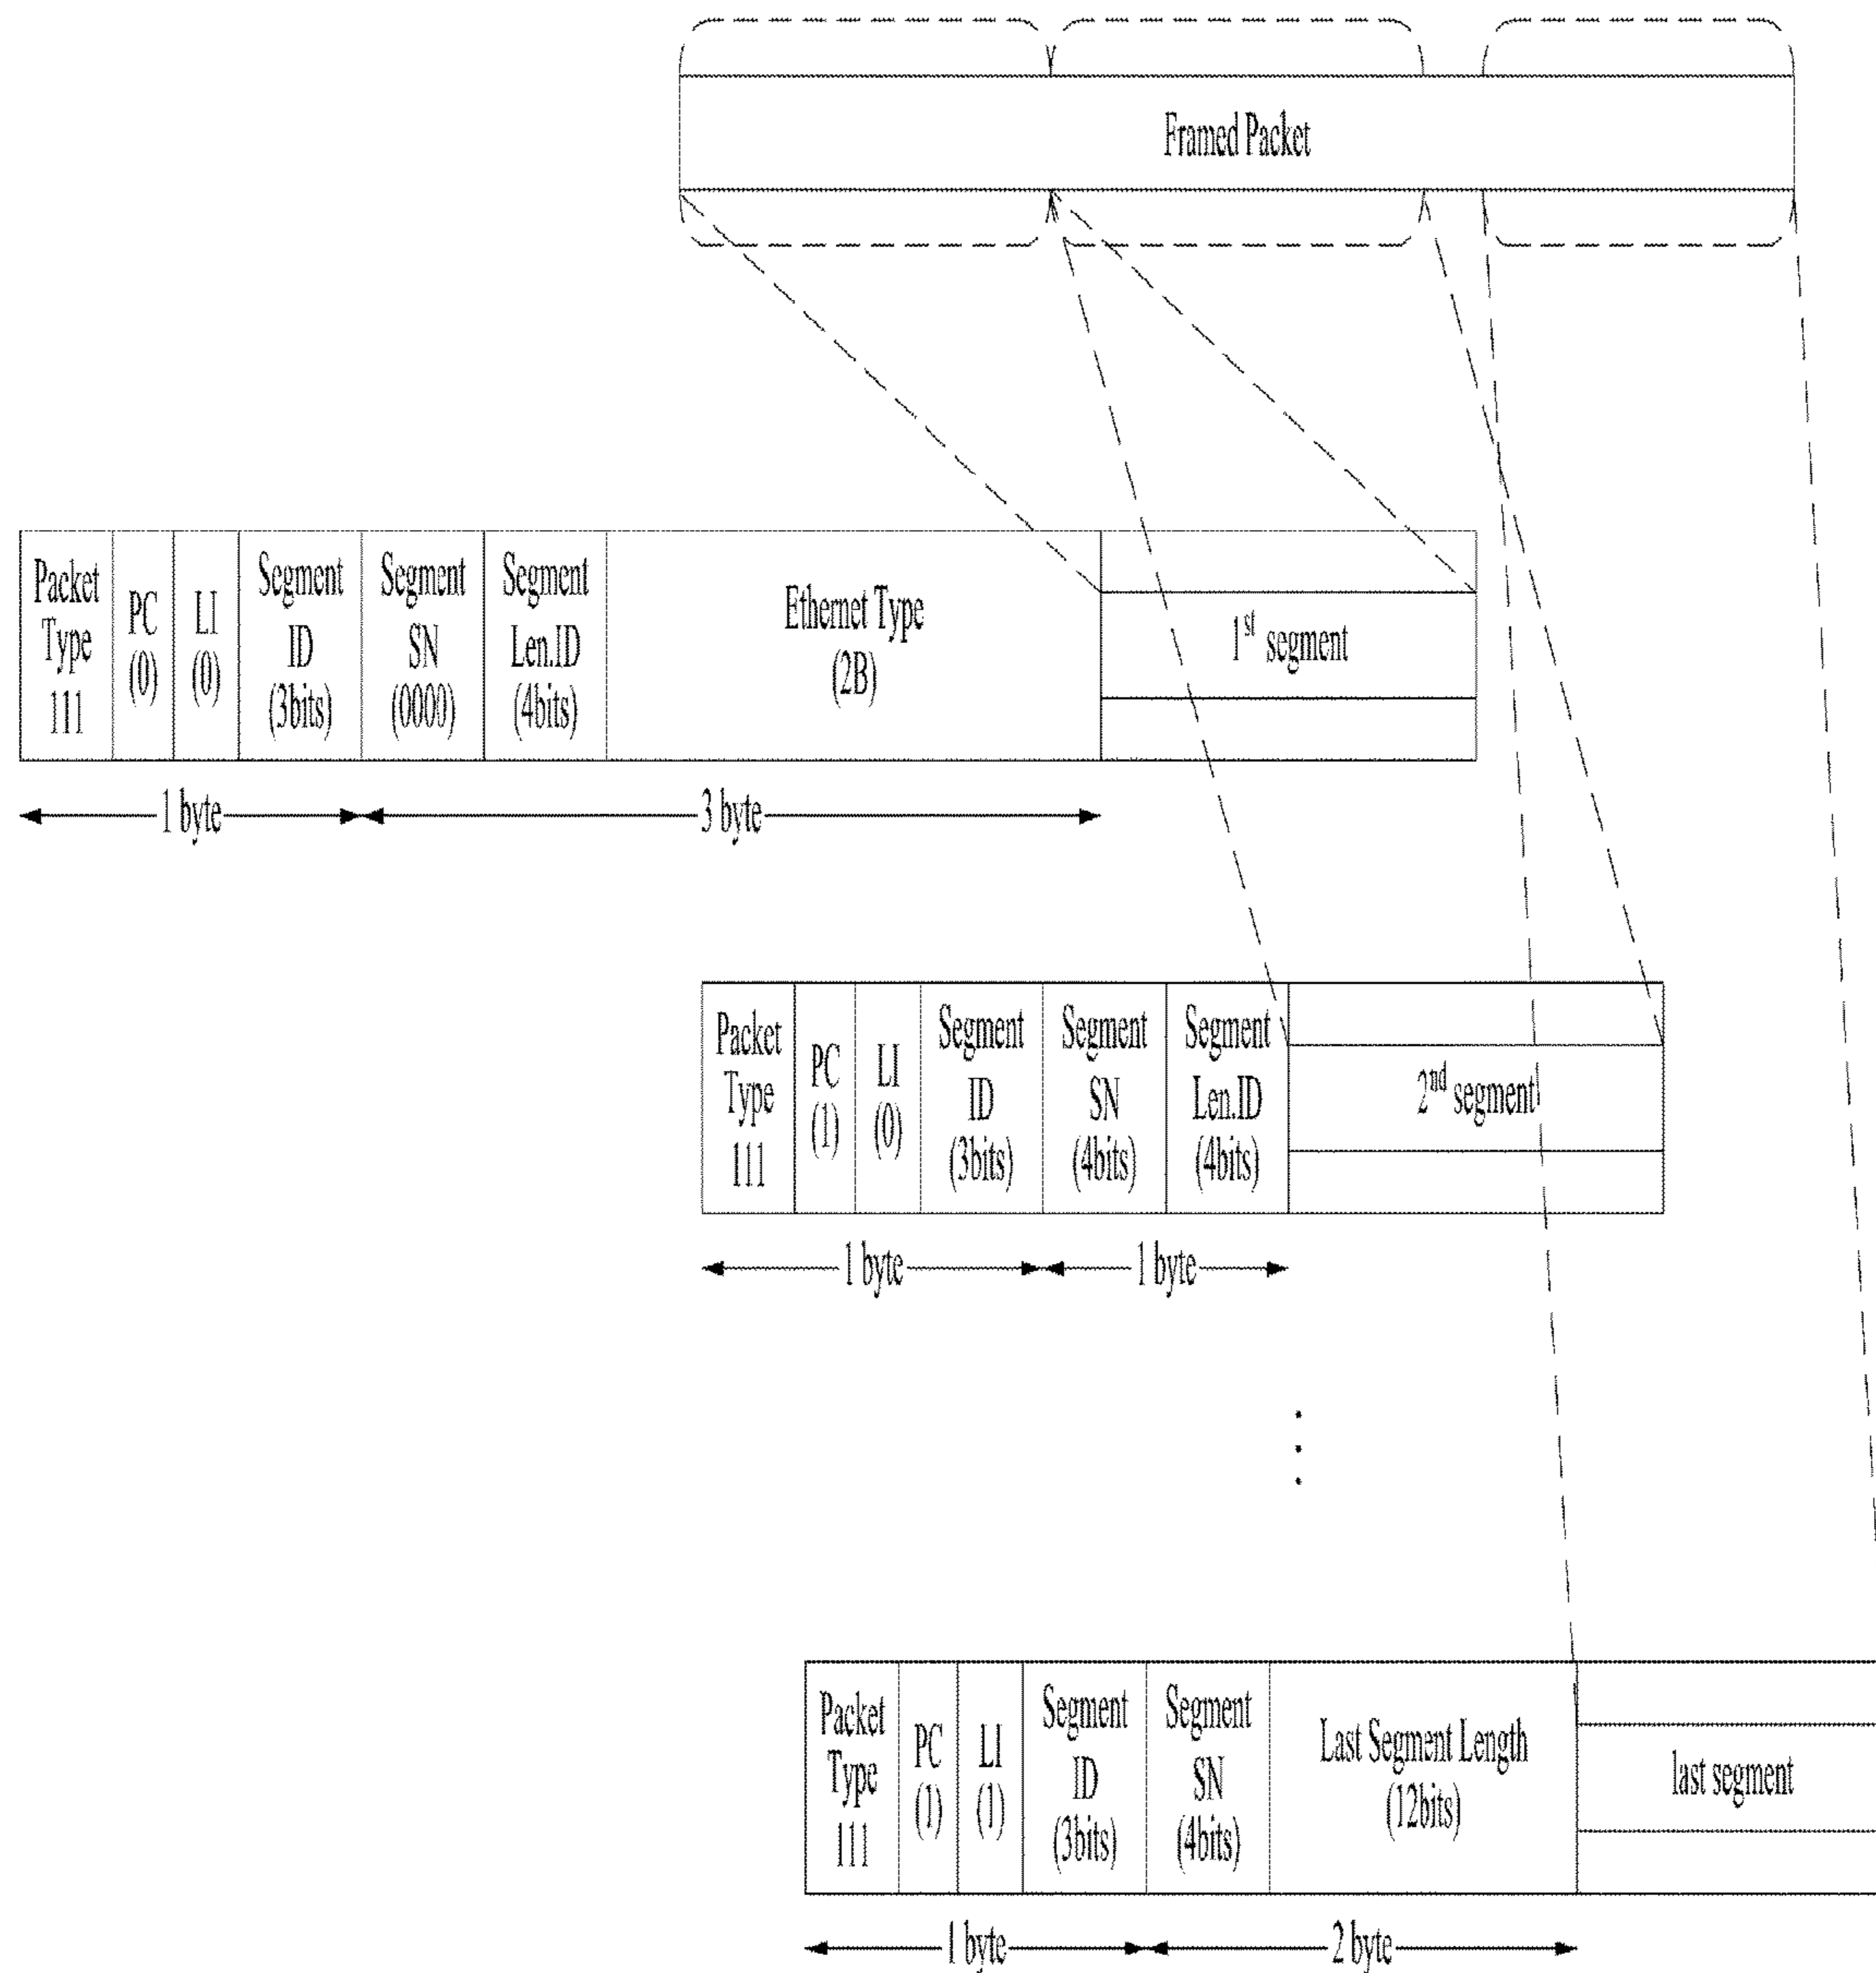 Framed Packet
Packet
Type
111
PC
(0)
LI
(0)
Segment
ID
(3bits)
Segment
SN
(0000)
Segment
Len.ID
(4bits)
Ethernet Type
(2B)
1st segment
1 byte
3 byte
Packet
Type
111
PC
(1)
LI
(0)
Segment
ID
(3bits)
Segment
SN
(4bits)
Segment
Len.ID
(4bits)
2nd segment
1 byte
1 byte
Packet
Type
111
PC
(1)
LI
(1)
Segment
ID
(3bits)
Segment
SN
(4bits)
Last Segment Length
(12bits)
last segment
1 byte
2 byte